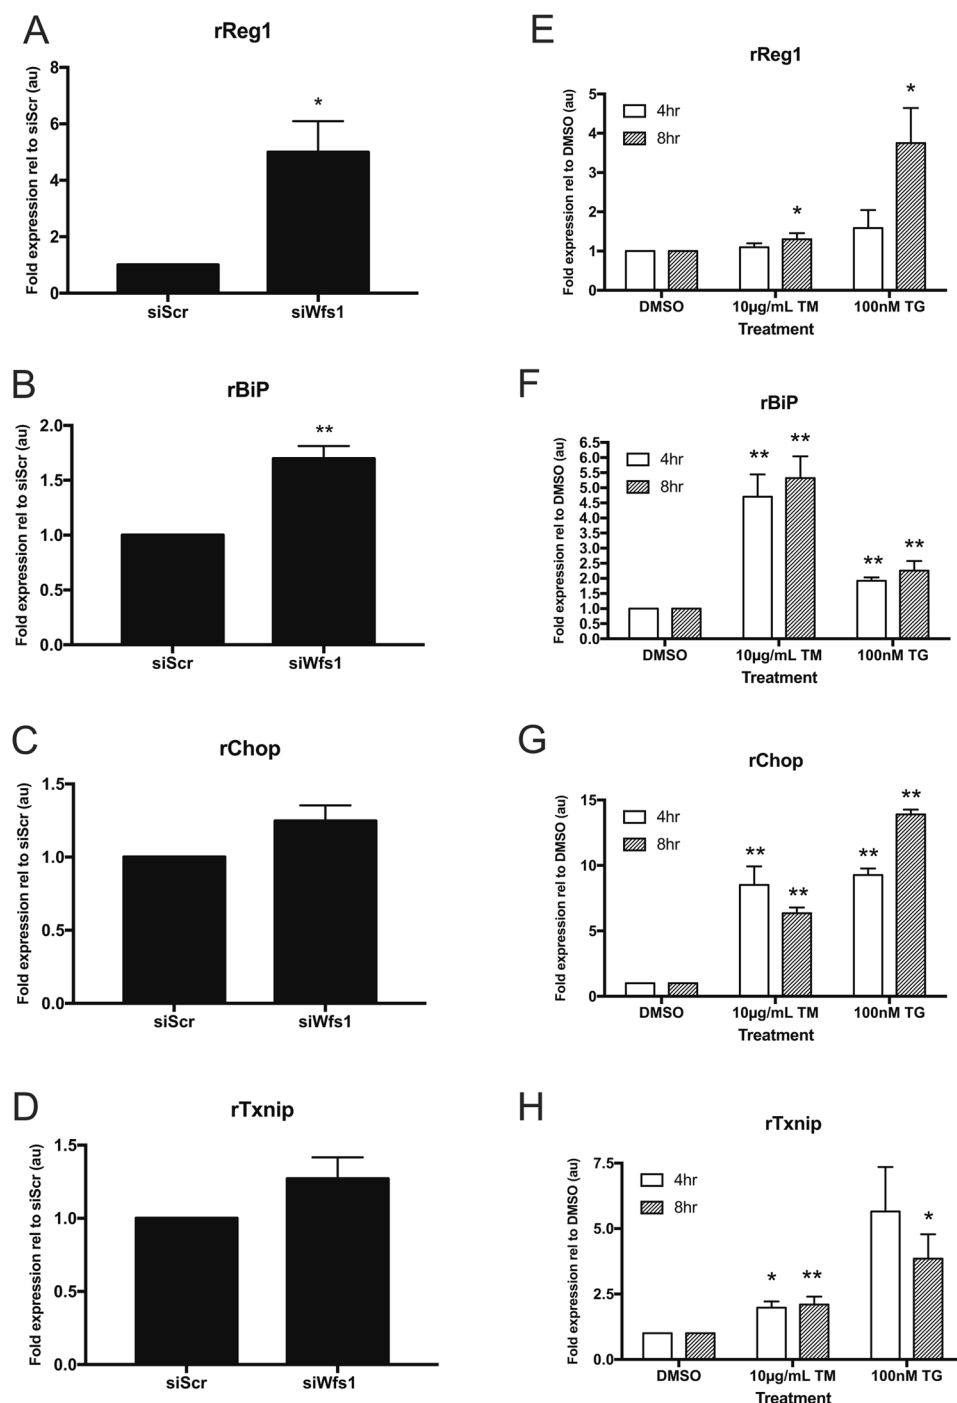 A
rReg1
Fold expression rel to siScr (au)
8
6
4
2
0
*
siScr
siWfs1
B
rBiP
Fold expression rel to siScr (au)
2.0
1.5
1.0
0.5
0.0
**
siScr
siWfs1
C
rChop
Fold expression rel to siScr (au)
1.5
1.0
0.5
0.0
siScr
siWfs1
D
rTxnip
Fold expression rel to siScr (au)
1.5
1.0
0.5
0.0
siScr
siWfs1
E
rReg1
Fold expression rel to DMSO (au)
5
4
3
2
1
0
4hr
8hr
*
*
DMSO
10µg/mL TM
100nM TG
Treatment
F
rBiP
Fold expression rel to DMSO (au)
6.5
6.0
5.5
5.0
4.5
4.0
3.5
3.0
2.5
2.0
1.5
1.0
0.5
0.0
4hr
8hr
**
**
**
**
DMSO
10µg/mL TM
100nM TG
Treatment
G
rChop
Fold expression rel to DMSO (au)
15
10
5
0
4hr
8hr
**
**
**
**
DMSO
10µg/mL TM
100nM TG
Treatment
H
rTxnip
Fold expression rel to DMSO (au)
7.5
5.0
2.5
0.0
4hr
8hr
*
**
*
DMSO
10µg/mL TM
100nM TG
Treatment